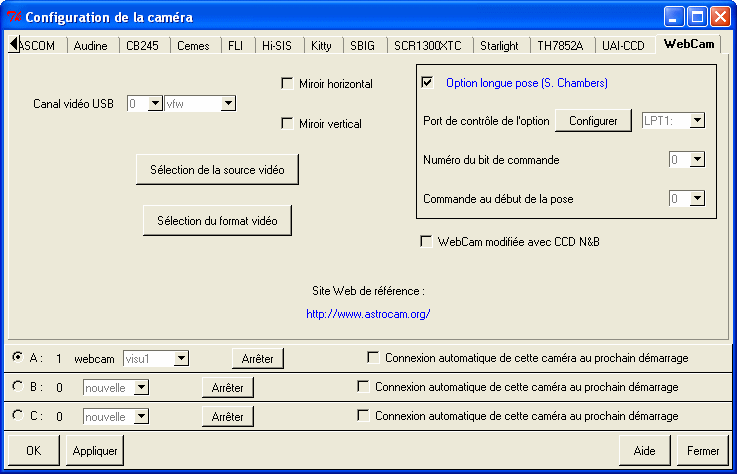 Configuration de la caméra
ASCOM Audine CB245 Cemes FLI Hi-SIS Kitty SBIG SCR1300XTC Starlight TH7852A UAI-CCD WebCam
Canal vidéo USB 0 vfw
Miroir horizontal
Miroir vertical
Sélection de la source vidéo
Sélection du format vidéo
Option longue pose (S. Chambers)
Port de contrôle de l'option Configurer LPT1:
Numéro du bit de commande 0
Commande au début de la pose 0
WebCam modifiée avec CCD N&B
Site Web de référence :
http://www.astrocam.org/
A : 1 webcam visu1 Arrêter Connexion automatique de cette caméra au prochain démarrage
B : 0 nouvelle Arrêter Connexion automatique de cette caméra au prochain démarrage
C : 0 nouvelle Arrêter Connexion automatique de cette caméra au prochain démarrage
OK Appliquer Aide Fermer